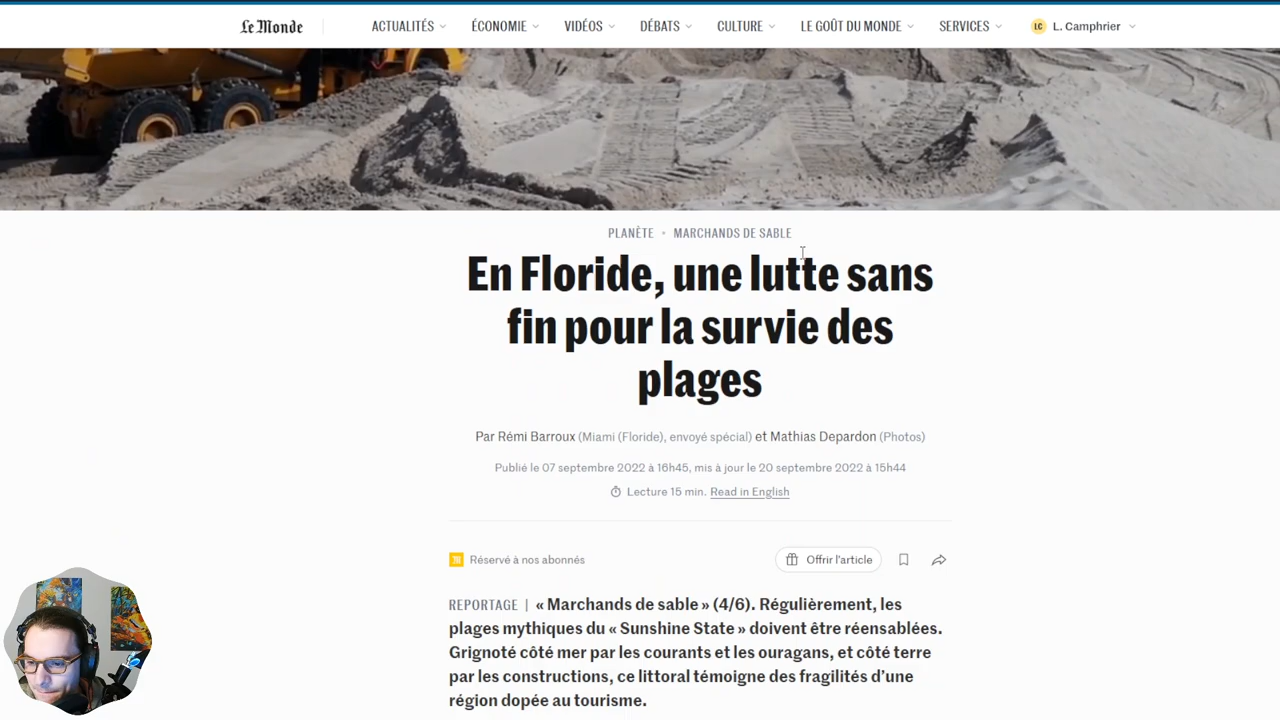 Le Monde ACTUALITÉS ÉCONOMIE VIDÉOS DÉBATS CULTURE LE GOÛT DU MONDE SERVICES LC L. Camphrier
PLANÈTE • MARCHANDS DE SABLE
En Floride, une lutte sans
fin pour la survie des
plages
Par Rémi Barroux (Miami (Floride), envoyé spécial) et Mathias Depardon (Photos)
Publié le 07 septembre 2022 à 16h45, mis à jour le 20 septembre 2022 à 15h44
Lecture 15 min. Read in English
M Réservé à nos abonnés Offrir l'article
REPORTAGE | « Marchands de sable » (4/6). Régulièrement, les
plages mythiques du « Sunshine State » doivent être réensablées.
Grignoté côté mer par les courants et les ouragans, et côté terre
par les constructions, ce littoral témoigne des fragilités d'une
région dopée au tourisme.